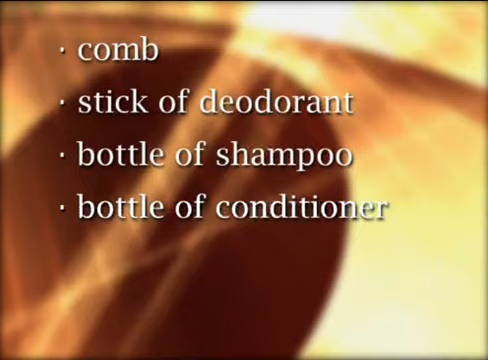 · comb
· stick of deodorant
· bottle of shampoo
· bottle of conditioner